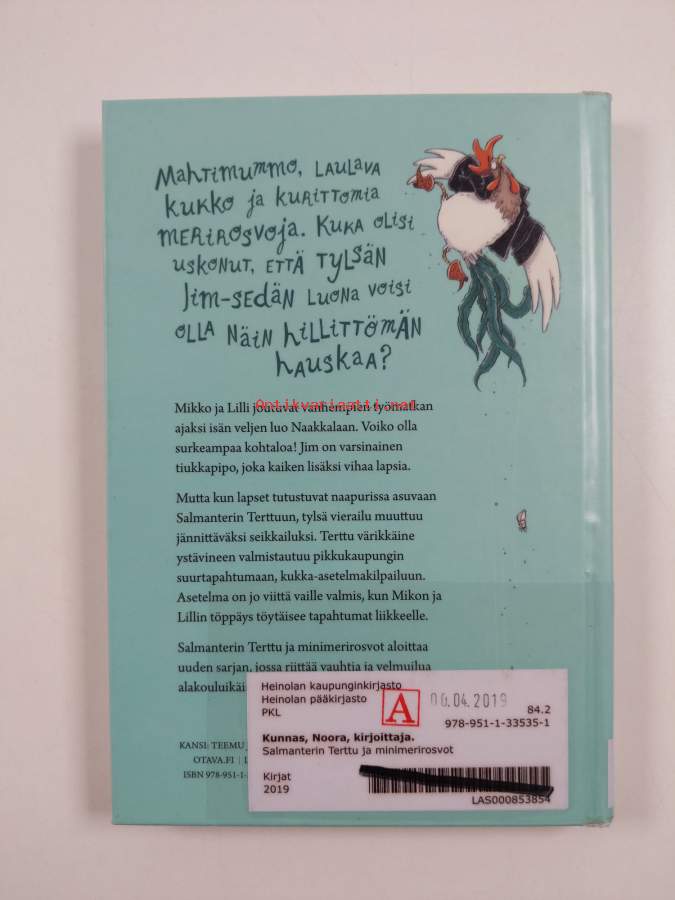 Mahtimummo, laulava
kukko ja kurittomia
merirosvoja. Kuka olisi
uskonut, että tylsän
Jim-sedän luona voisi
olla näin hillittömän
hauskaa?
Antikvariaatti.net
Mikko ja Lilli joutuvat vanhempien työmatkan
ajaksi isän veljen luo Naakkalaan. Voiko olla
surkeampaa kohtaloa! Jim on varsinainen
tiukkapipo, joka kaiken lisäksi vihaa lapsia.
Mutta kun lapset tutustuvat naapurissa asuvaan
Salmanterin Terttuun, tylsä vierailu muuttuu
jännittäväksi seikkailuksi. Terttu värikkäine
ystävineen valmistautuu pikkukaupungin
suurtapahtumaan, kukka-asetelmakilpailuun.
Asetelma on jo viittä vaille valmis, kun Mikon ja
Lillin töppäys töytäisee tapahtumat liikkeelle.
Salmanterin Terttu ja minimerirosvot aloittaa
uuden sarjan, jossa riittää vauhtia ja velmuilua
alakouluikäi
KANSI: TEEMU
OTAVA.FI |
ISBN 978-951-1-
Heinolan kaupunginkirjasto
Heinolan pääkirjasto
PKL
A
06.04.2019
84.2
978-951-1-33535-1
Kunnas, Noora, kirjoittaja.
Salmanterin Terttu ja minimerirosvot
Kirjat
2019
LAS000853854